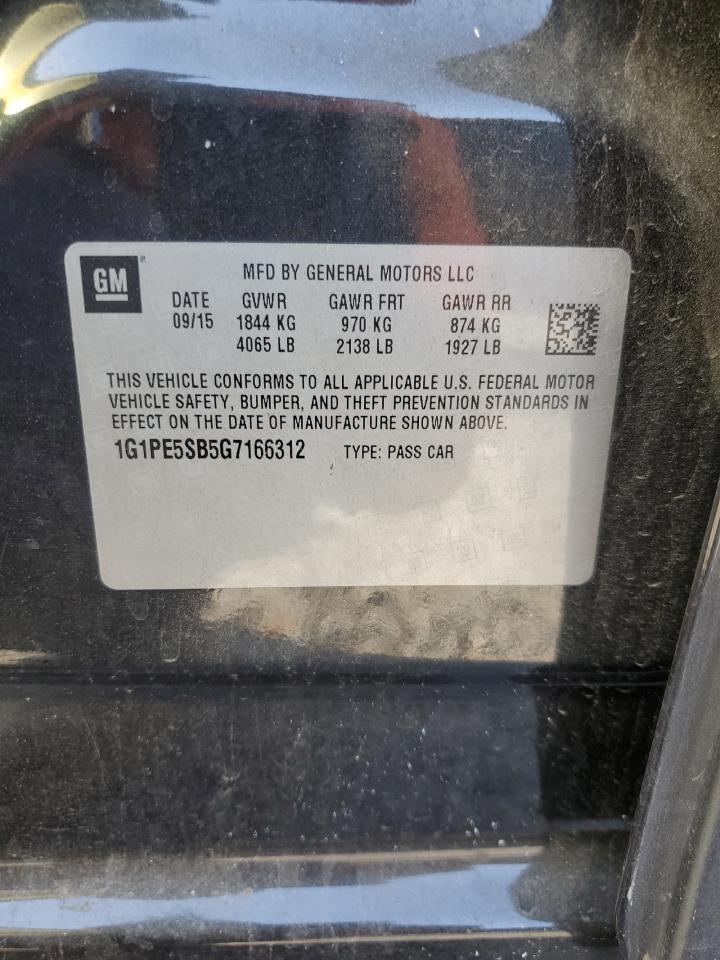 GM
MFD BY GENERAL MOTORS LLC
DATE GVWR GAWR FRT GAWR RR
09/15 1844 KG 970 KG 874 KG
4065 LB 2138 LB 1927 LB
THIS VEHICLE CONFORMS TO ALL APPLICABLE U.S. FEDERAL MOTOR
VEHICLE SAFETY, BUMPER, AND THEFT PREVENTION STANDARDS IN
EFFECT ON THE DATE OF MANUFACTURE SHOWN ABOVE.
1G1PE5SB5G7166312 TYPE: PASS CAR